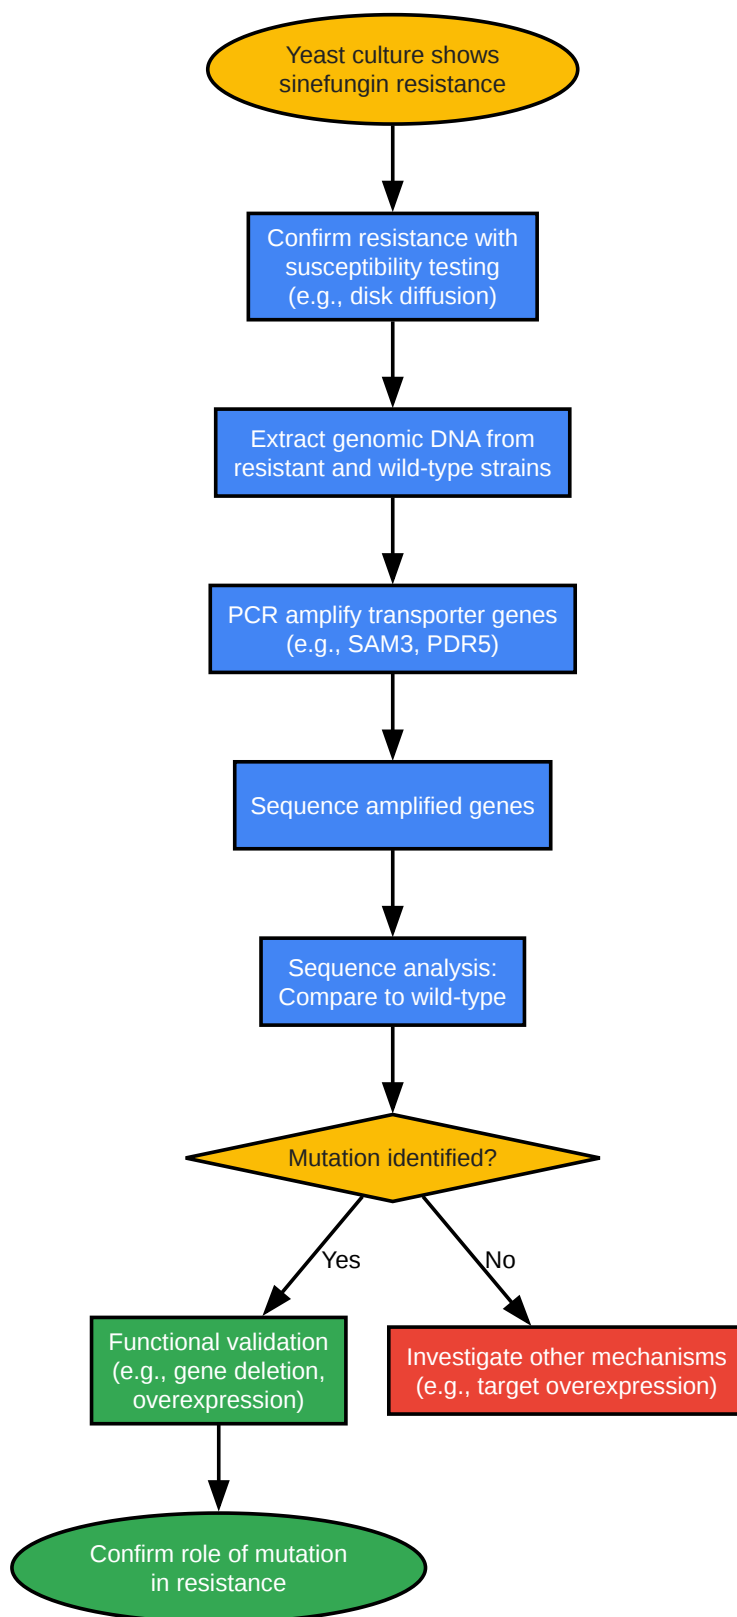 Yeast culture shows
sinefungin resistance
Confirm resistance with
susceptibility testing
(e.g., disk diffusion)
Extract genomic DNA from
resistant and wild-type strains
PCR amplify transporter genes
(e.g., SAM3, PDR5)
Sequence amplified genes
Sequence analysis:
Compare to wild-type
Mutation identified?
Yes
No
Functional validation
(e.g., gene deletion,
overexpression)
Investigate other mechanisms
(e.g., target overexpression)
Confirm role of mutation
in resistance